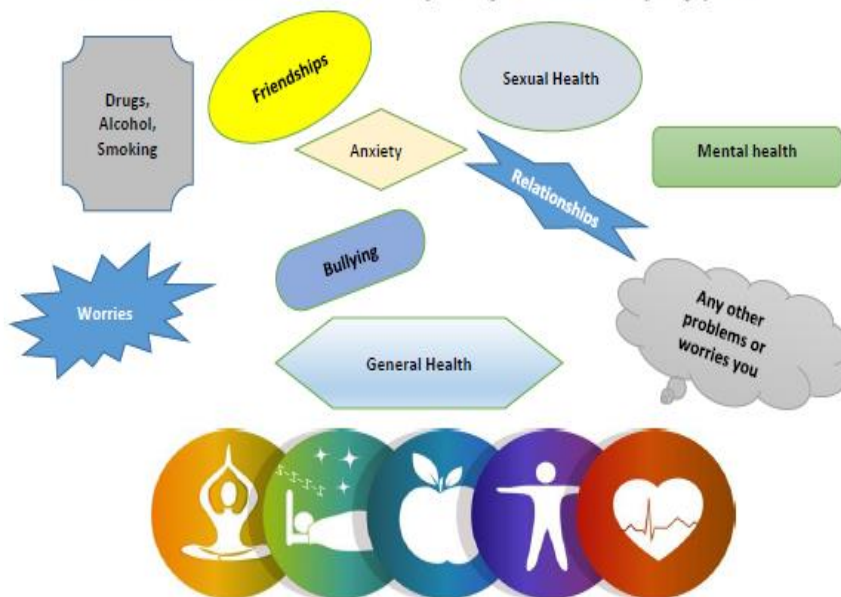 Friendships
Sexual Health
Drugs,
Alcohol,
Smoking
Anxiety
Mental health
Relationships
Bullying
Worries
Any other
problems or
worries you
General Health